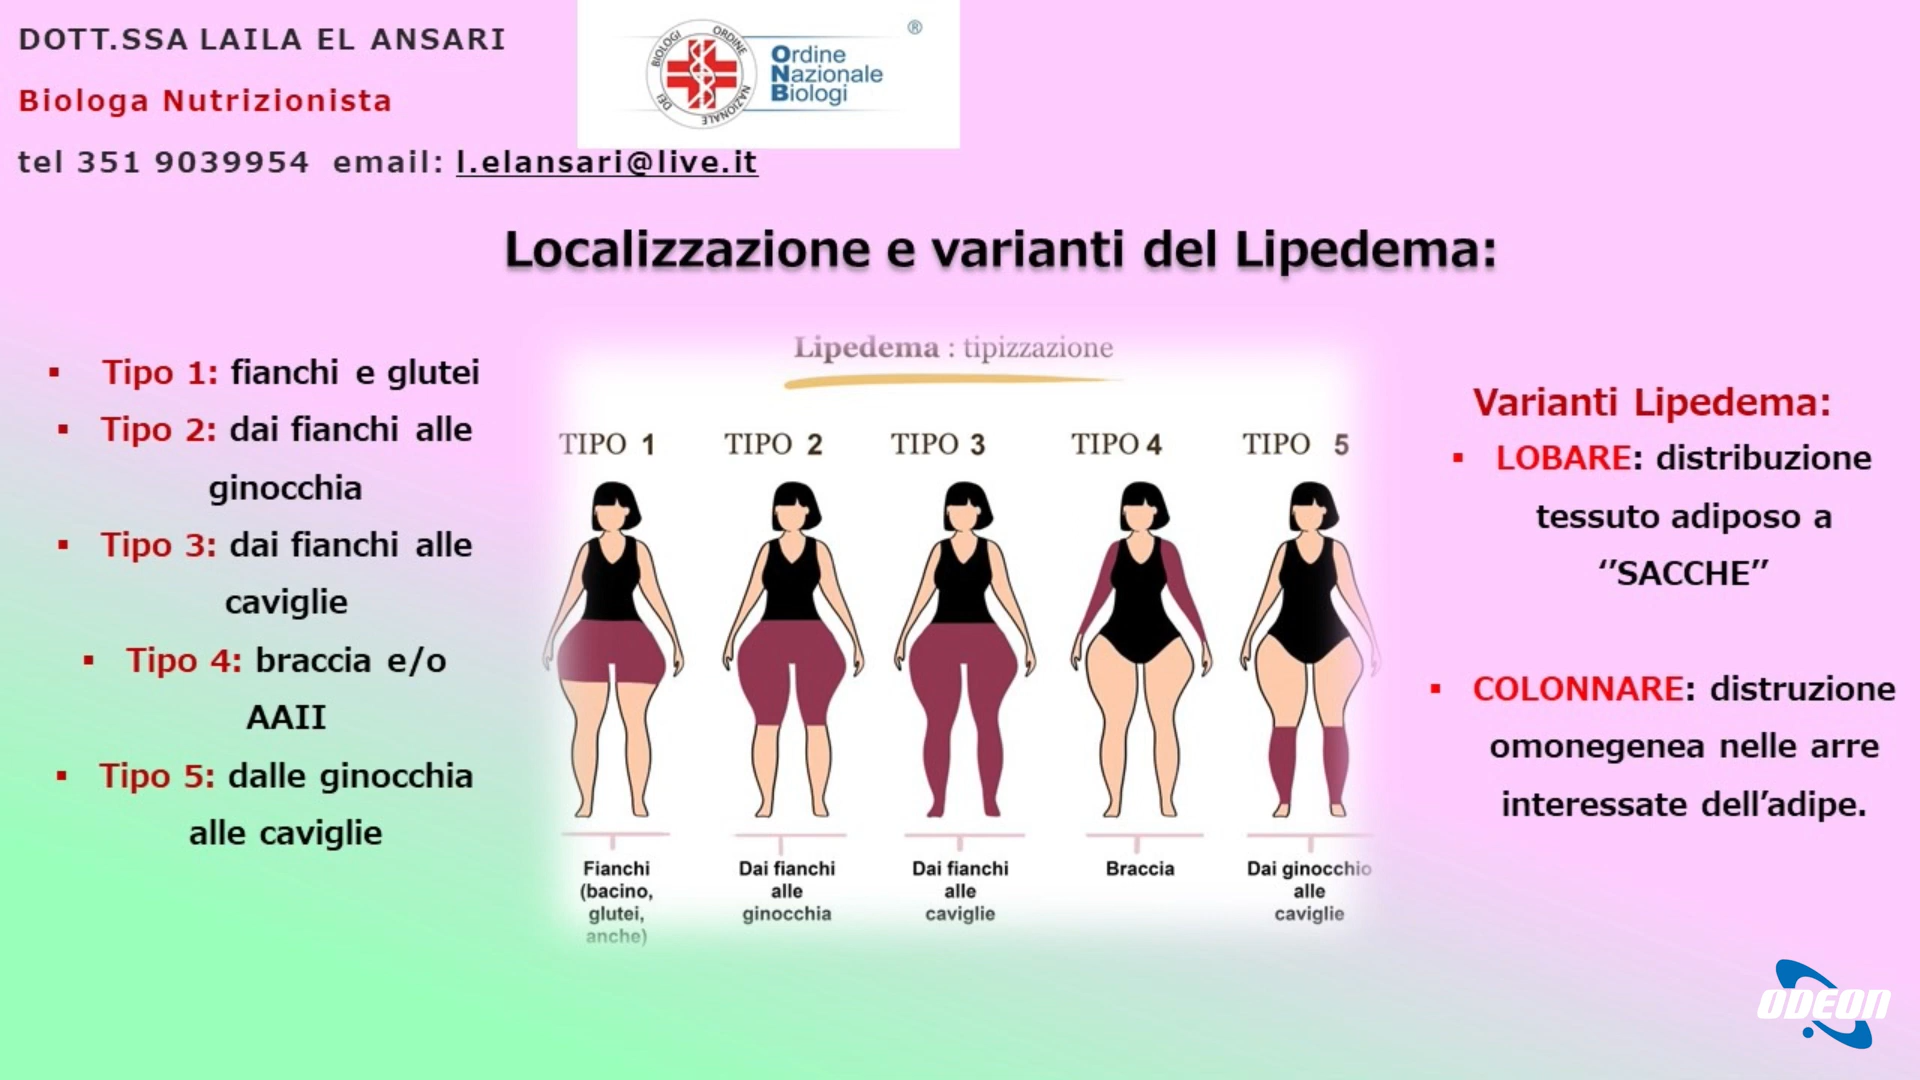 DOTT.SSA LAILA EL ANSARI
Biologa Nutrizionista
tel 351 9039954 email: l.elansari@live.it
ORDINE NAZIONALE DEI BIOLOGI
®
Ordine
Nazionale
Biologi
Localizzazione e varianti del Lipedema:
▪ Tipo 1: fianchi e glutei
▪ Tipo 2: dai fianchi alle
ginocchia
▪ Tipo 3: dai fianchi alle
caviglie
▪ Tipo 4: braccia e/o
AAII
▪ Tipo 5: dalle ginocchia
alle caviglie
Lipedema : tipizzazione
TIPO 1
TIPO 2
TIPO 3
TIPO 4
TIPO 5
Fianchi
(bacino,
glutei,
anche)
Dai fianchi
alle
ginocchia
Dai fianchi
alle
caviglie
Braccia
Dai ginocchio
alle
caviglie
Varianti Lipedema:
▪ LOBARE: distribuzione
tessuto adiposo a
‘’SACCHE’’
▪ COLONNARE: distruzione
omonegenea nelle arre
interessate dell’adipe.
ODEON